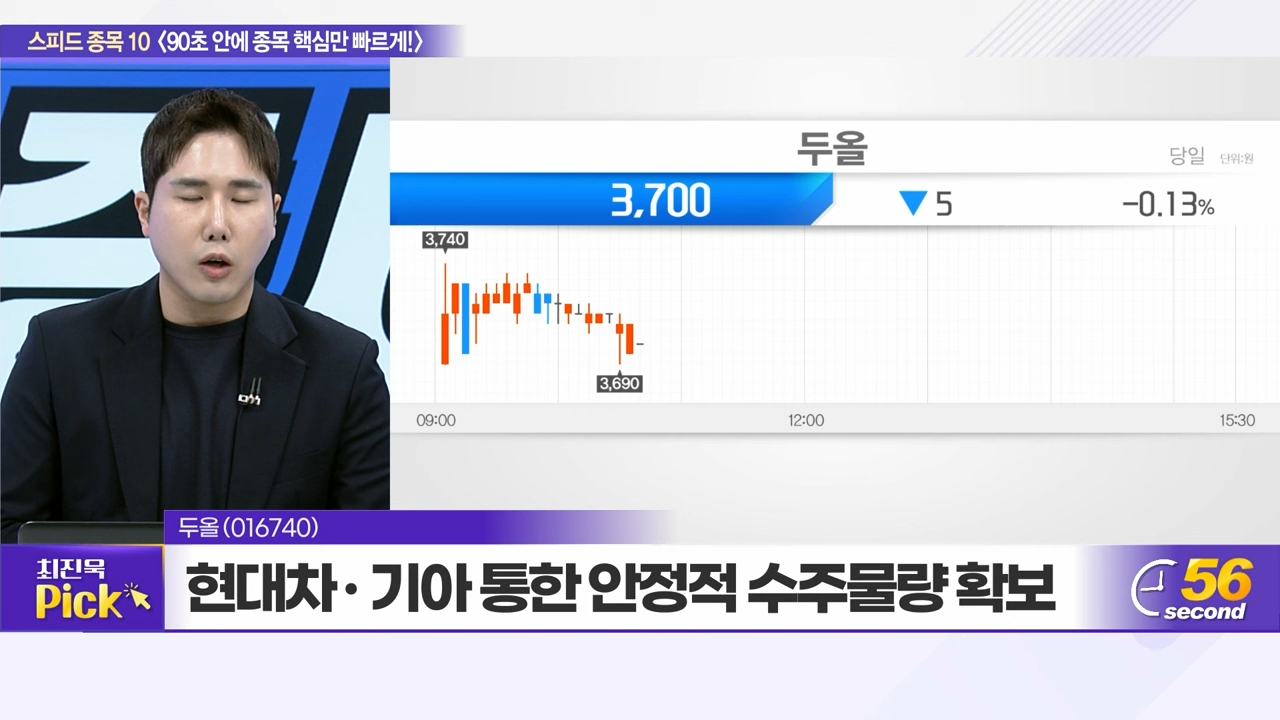 스피드 종목 10 〈90초 안에 종목 핵심만 빠르게!〉
두올
당일 단위:원
3,700 ▼ 5 -0.13%
3,740
3,690
09:00 12:00 15:30
두올(016740)
최진욱
Pick
현대차· 기아 통한 안정적 수주물량 확보
56
second